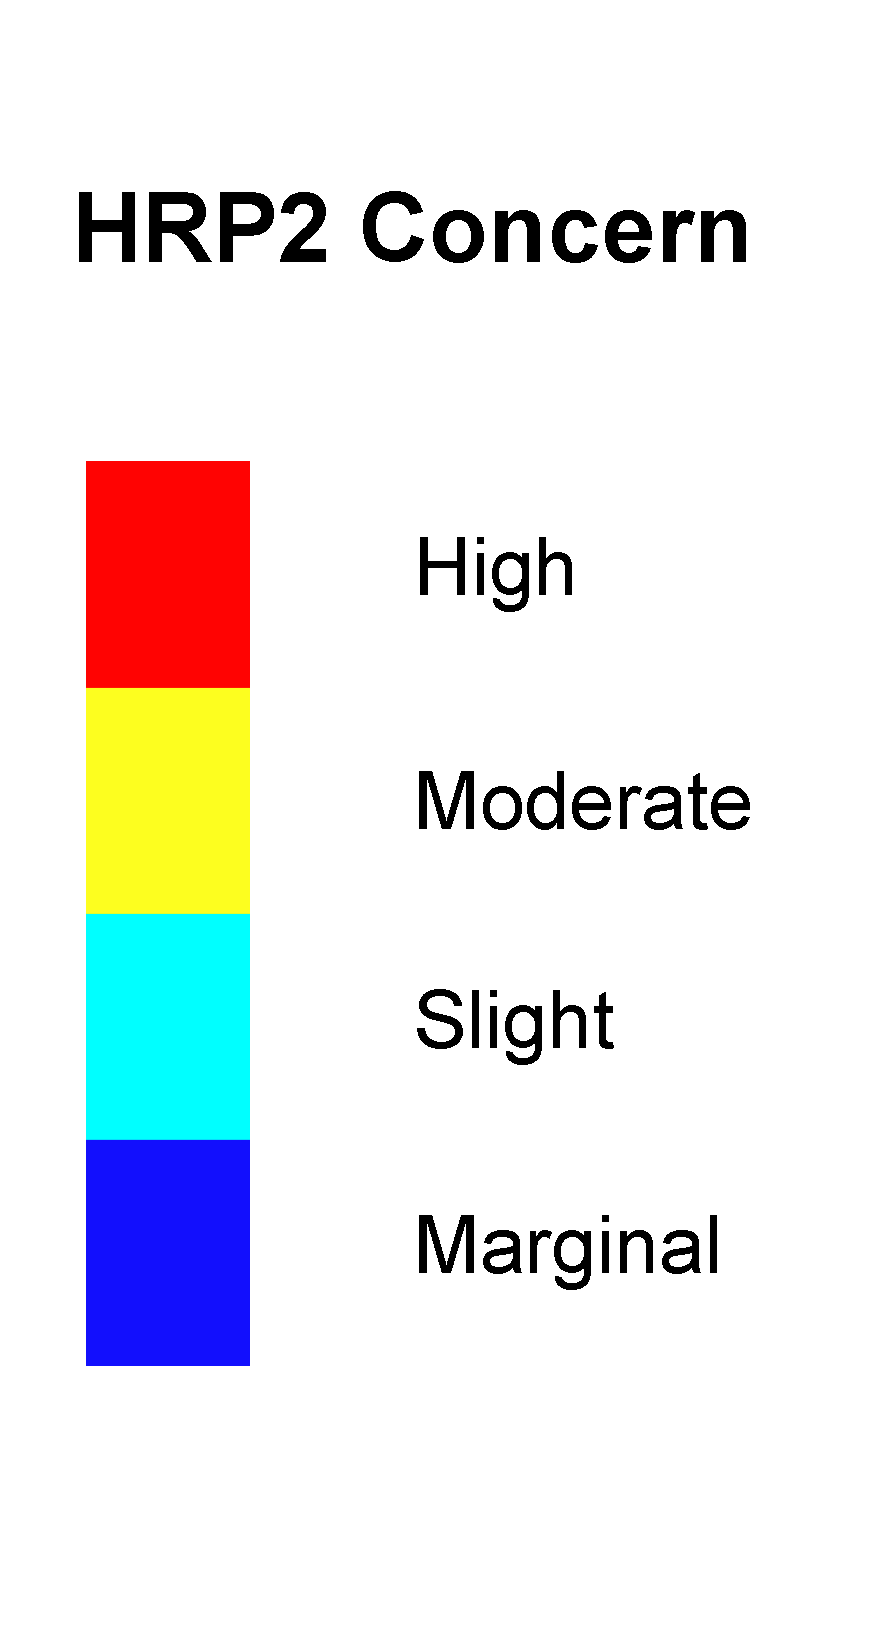 HRP2 Concern
High
Moderate
Slight
Marginal